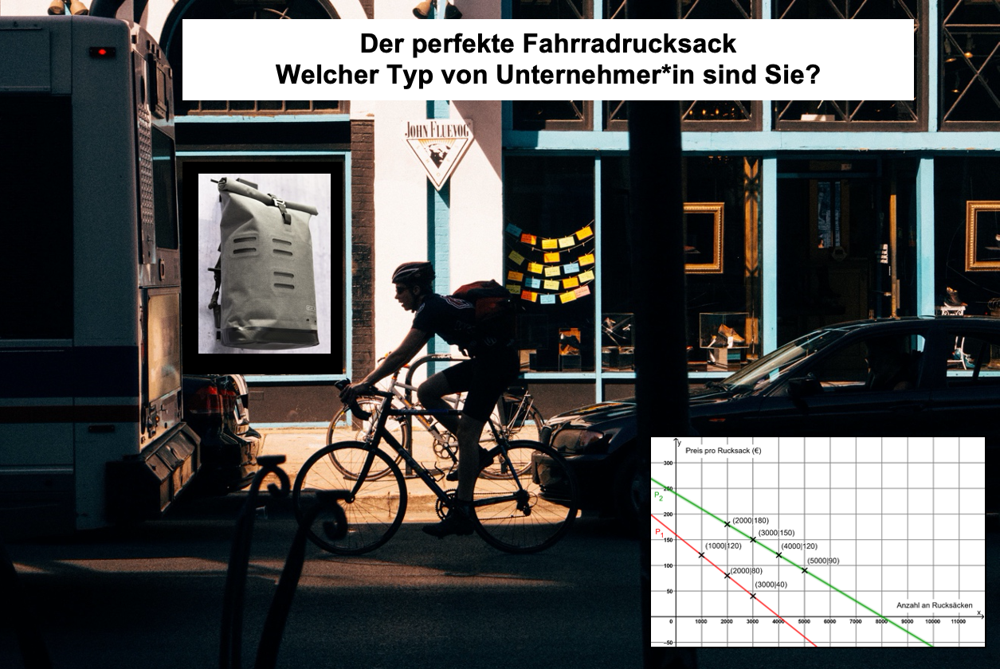 Der perfekte Fahrradrucksack
Welcher Typ von Unternehmer*in sind Sie?
JOHN FLUEVOG
y
Preis pro Rucksack (€)
300
250
P2
200
(2000|180)
(3000|150)
P1
150
(1000|120)
(4000|120)
(5000|90)
100
(2000|80)
(3000|40)
50
Anzahl an Rucksäcken
x
0 1000 2000 3000 4000 5000 6000 7000 8000 9000 10000 11000
−50